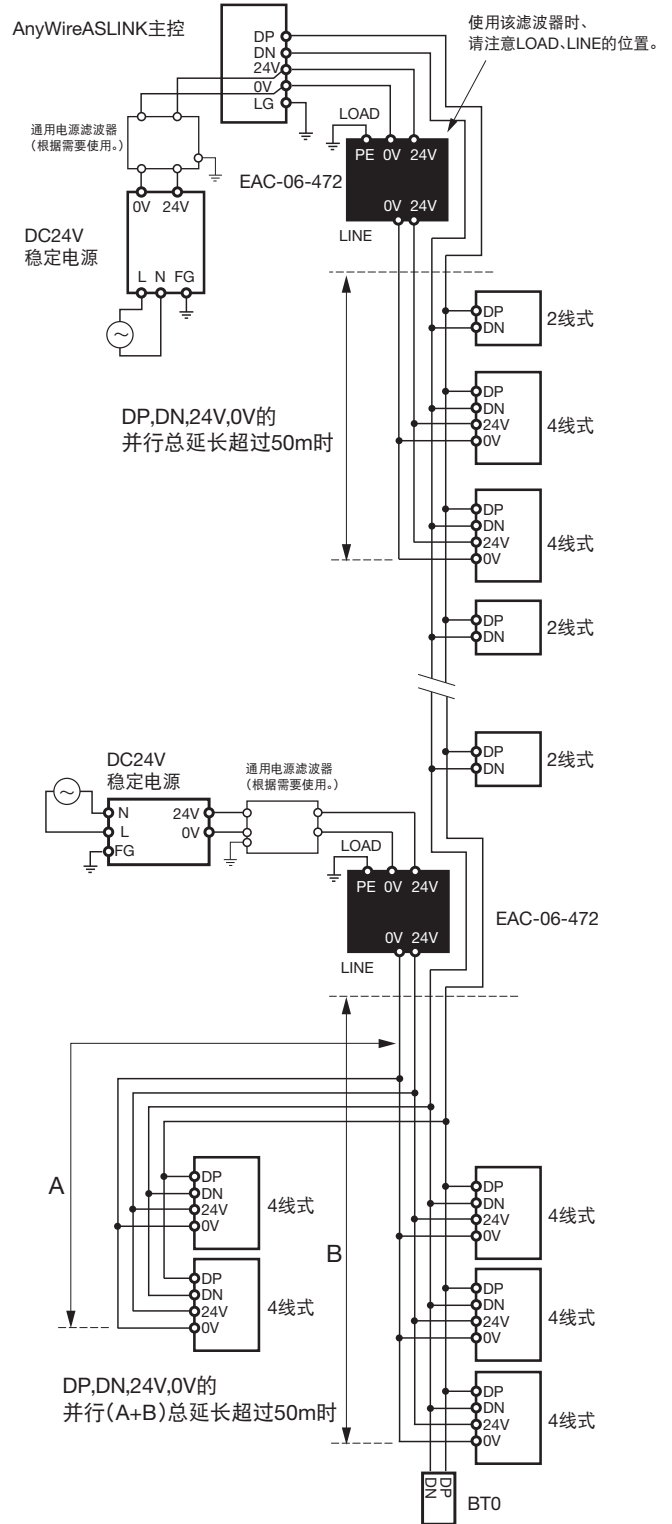 AnyWireASLINK主控
DP
DN
24V
0V
LG
使用该滤波器时、
请注意LOAD、LINE的位置。
通用电源滤波器
（根据需要使用。）
LOAD
PE 0V 24V
EAC-06-472
0V 24V
LINE
0V 24V
DC24V
稳定电源
L N FG
DP
DN
2线式
DP,DN,24V,0V的
并行总延长超过50m时
DP
DN
24V
0V
4线式
DP
DN
24V
0V
4线式
DP
DN
2线式
DP
DN
2线式
DC24V
稳定电源
通用电源滤波器
（根据需要使用。）
N
L
FG
24V
0V
LOAD
PE 0V 24V
EAC-06-472
0V 24V
LINE
A
B
DP
DN
24V
0V
4线式
DP
DN
24V
0V
4线式
DP
DN
24V
0V
4线式
DP
DN
24V
0V
4线式
DP
DN
24V
0V
4线式
DP,DN,24V,0V的
并行（A+B）总延长超过50m时
DP
DN
BT0